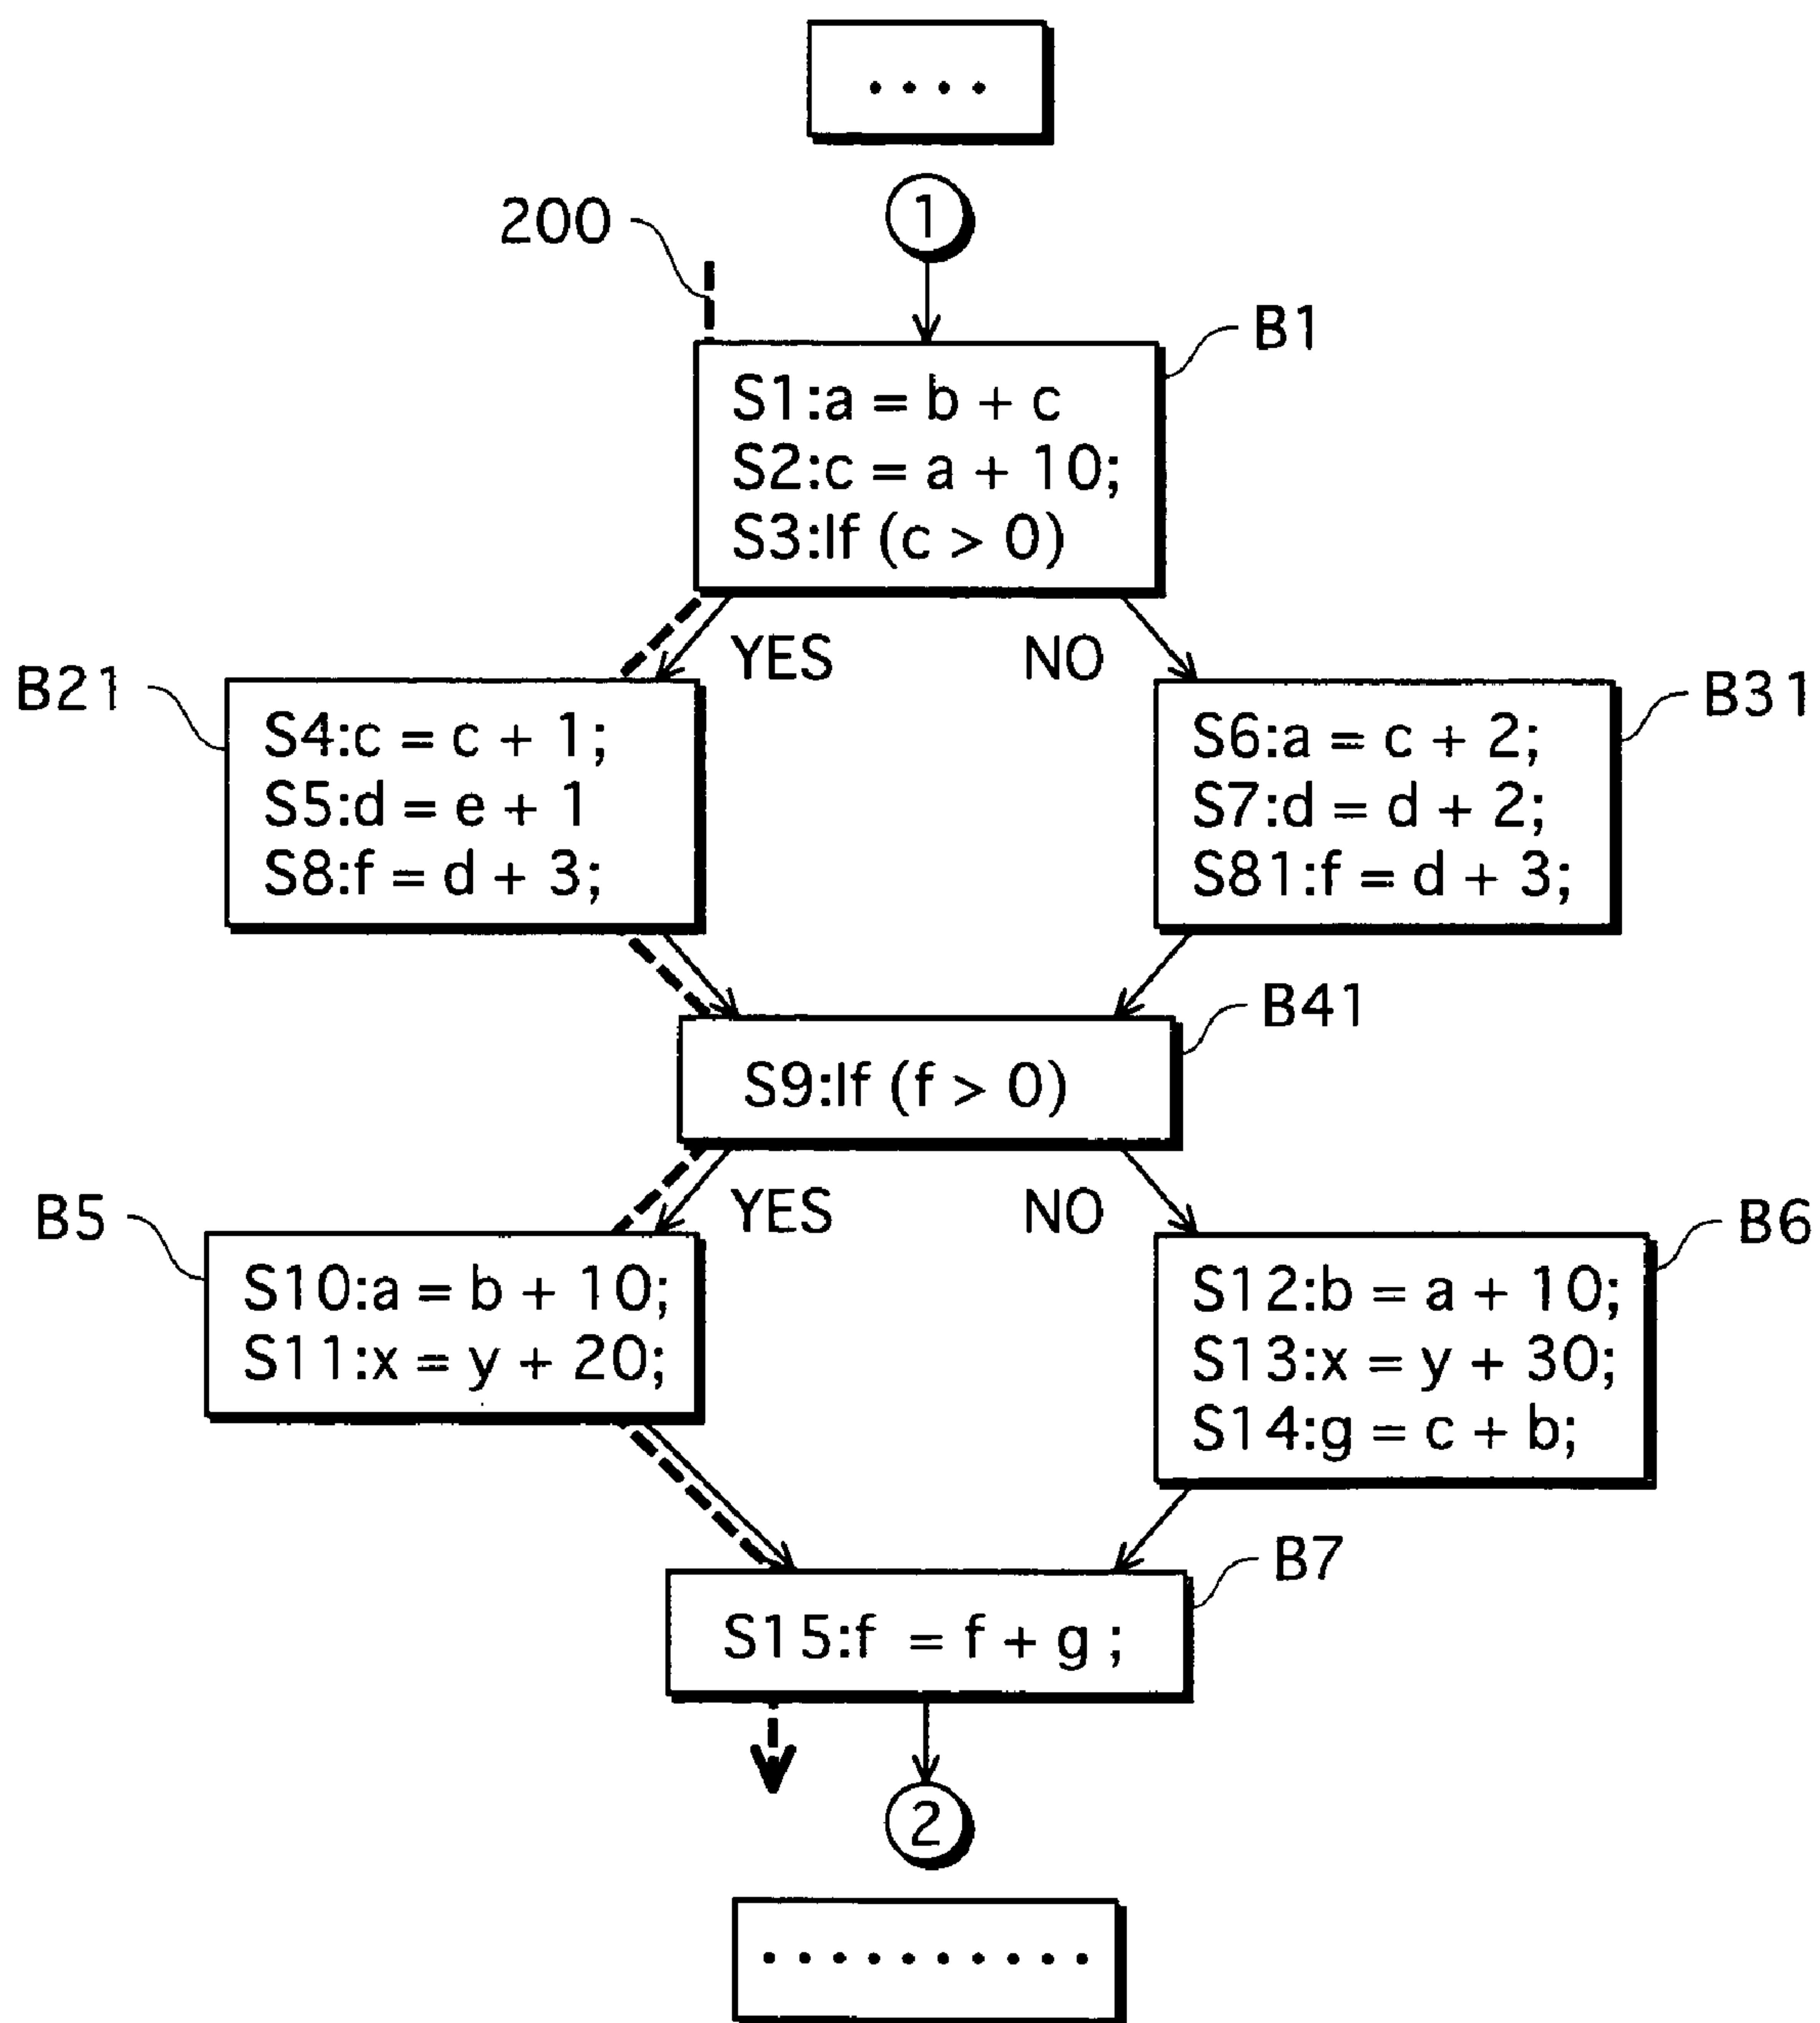 ....
1
200
B1
S1:a = b + c
S2:c = a + 10;
S3:If (c > 0)
YES
NO
B21
S4:c = c + 1;
S5:d = e + 1
S8:f = d + 3;
B31
S6:a = c + 2;
S7:d = d + 2;
S81:f = d + 3;
B41
S9:If (f > 0)
YES
NO
B5
S10:a = b + 10;
S11:x = y + 20;
B6
S12:b = a + 10;
S13:x = y + 30;
S14:g = c + b;
B7
S15:f = f + g ;
2
..........